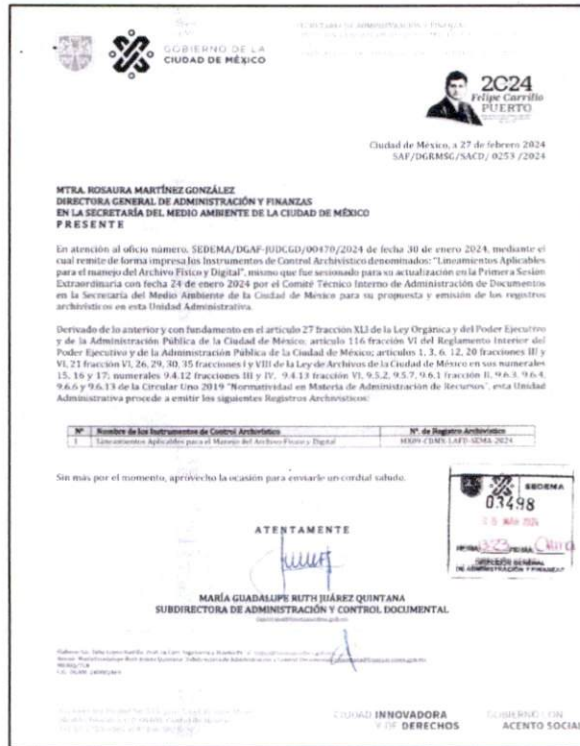 GOBIERNO DE LA
CIUDAD DE MÉXICO
2024
Felipe Carrillo
PUERTO
Ciudad de México, a 27 de febrero 2024
SAF/DGRMSG/SACD/ 0253 /2024
MTRA. ROSAURA MARTÍNEZ GONZÁLEZ
DIRECTORA GENERAL DE ADMINISTRACIÓN Y FINANZAS
EN LA SECRETARÍA DEL MEDIO AMBIENTE DE LA CIUDAD DE MÉXICO
P R E S E N T E
En atención al oficio número, SEDEMA/DGAF-JUDCGD/00470/2024 de fecha 30 de enero 2024, mediante el
cual remite de forma impresa los Instrumentos de Control Archivístico denominados: "Lineamientos Aplicables
para el manejo del Archivo Físico y Digital", mismo que fue sesionado para su actualización en la Primera Sesión
Extraordinaria con fecha 24 de enero 2024 por el Comité Técnico Interno de Administración de Documentos
en la Secretaría del Medio Ambiente de la Ciudad de México para su propuesta y emisión de los registros
archivísticos en esta Unidad Administrativa.
Derivado de lo anterior y con fundamento en el artículo 27 fracción XLI de la Ley Orgánica y del Poder Ejecutivo
y de la Administración Pública de la Ciudad de México; artículo 116 fracción VI del Reglamento Interior del
Poder Ejecutivo y de la Administración Pública de la Ciudad de México; artículos 1, 3, 6, 12, 20 fracciones III y
VI, 21 fracción VI, 26, 29, 30, 35 fracciones I y VIII de la Ley de Archivos de la Ciudad de México en sus numerales
15, 16 y 17; numerales 9.4.12 fracciones III y IV, 9.4.13 fracción VI, 9.5.2, 9.5.7, 9.6.1 fracción II, 9.6.3, 9.6.4,
9.6.6 y 9.6.13 de la Circular Uno 2019 "Normatividad en Materia de Administración de Recursos", esta Unidad
Administrativa procede a emitir los siguientes Registros Archivísticos:
N° Nombre de los Instrumentos de Control Archivístico N°. de Registro Archivístico
1 Lineamientos Aplicables para el Manejo del Archivo Físico y Digital MX09-CDMX-LAFD-SEMA-2024
Sin más por el momento, aprovecho la ocasión para enviarle un cordial saludo.
SEDEMA
03498
MAR 2024
13:23
DIRECCIÓN GENERAL
DE ADMINISTRACIÓN Y FINANZAS
A T E N T A M E N T E
MARÍA GUADALUPE RUTH JUÁREZ QUINTANA
SUBDIRECTORA DE ADMINISTRACIÓN Y CONTROL DOCUMENTAL
CIUDAD INNOVADORA
Y DE DERECHOS
GOBIERNO CON
ACENTO SOCIAL